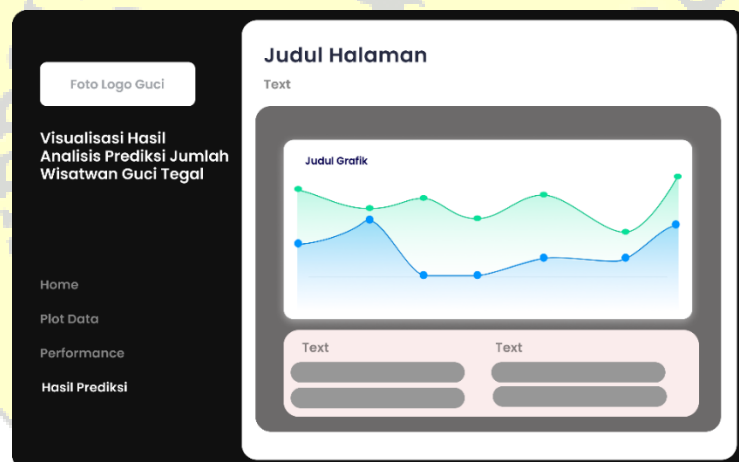 Foto Logo Guci
Visualisasi Hasil
Analisis Prediksi Jumlah
Wisatwan Guci Tegal
Home
Plot Data
Performance
Hasil Prediksi
Judul Halaman
Text
Judul Grafik
Text
Text